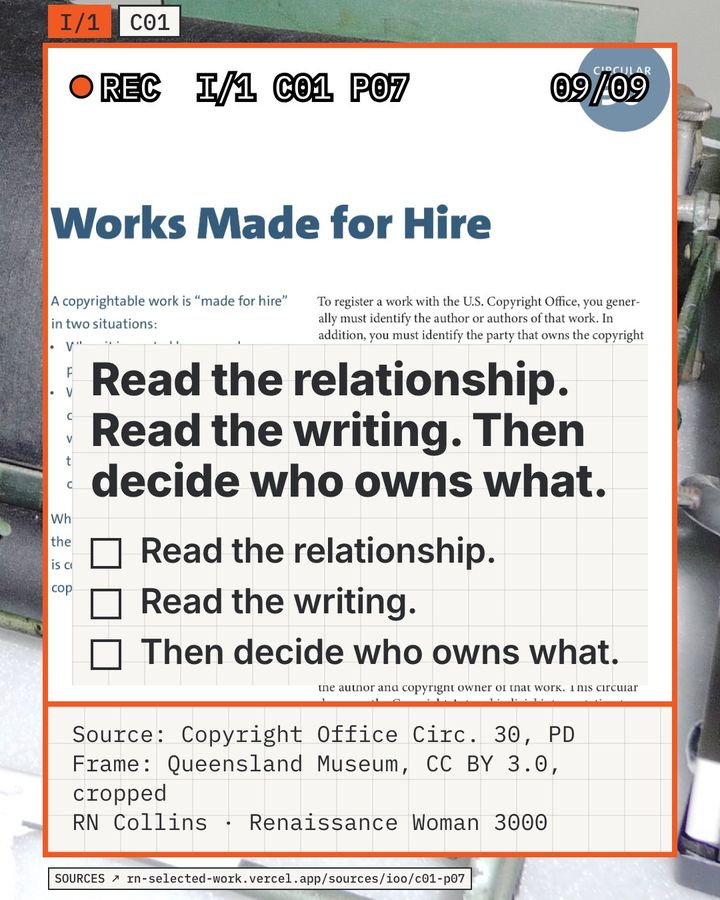 I/1 C01
REC I/1 C01 P07 09/09
CIRCULAR
Works Made for Hire
A copyrightable work is “made for hire”
in two situations:
To register a work with the U.S. Copyright Office, you gener-
ally must identify the author or authors of that work. In
addition, you must identify the party that owns the copyright
Read the relationship.
Read the writing. Then
decide who owns what.
Read the relationship.
Read the writing.
Then decide who owns what.
the author and copyright owner of that work. This circular
Source: Copyright Office Circ. 30, PD
Frame: Queensland Museum, CC BY 3.0,
cropped
RN Collins · Renaissance Woman 3000
SOURCES ↗ rn-selected-work.vercel.app/sources/ioo/c01-p07